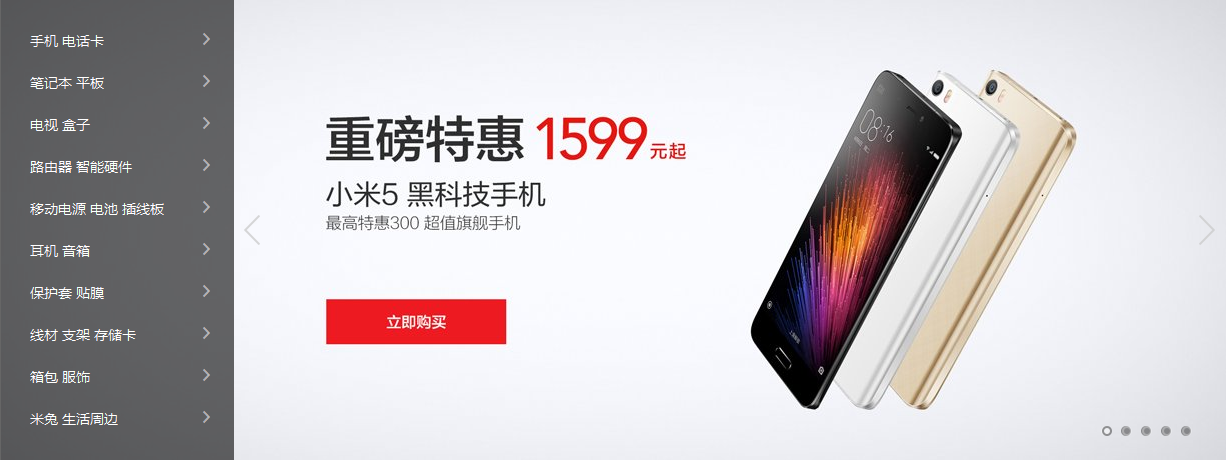 手机 电话卡
笔记本 平板
电视 盒子
路由器 智能硬件
移动电源 电池 插线板
耳机 音箱
保护套 贴膜
线材 支架 存储卡
箱包 服饰
米兔 生活周边
重磅特惠 1599元起
小米5 黑科技手机
最高特惠300 超值旗舰手机
立即购买
08:16